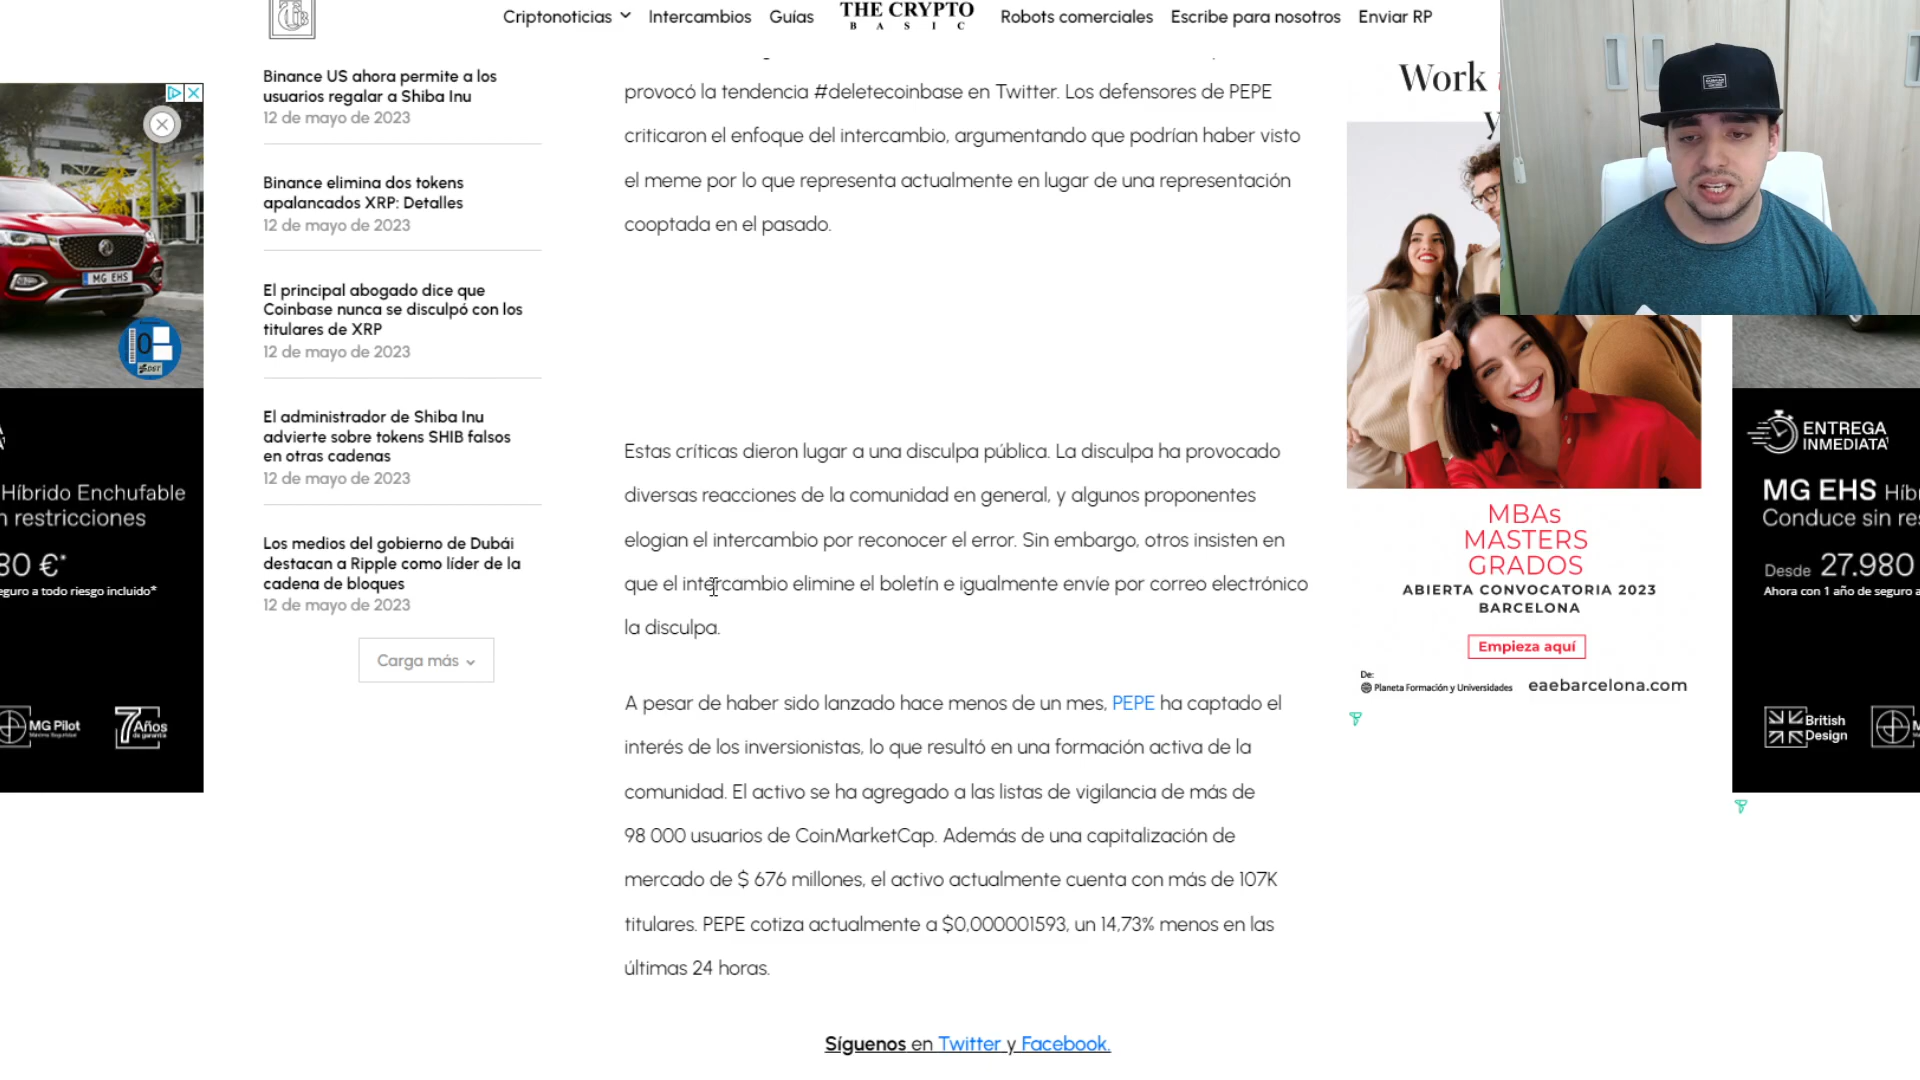 Criptonoticias
Intercambios
Guías
THE CRYPTO
BASIC
Robots comerciales
Escribe para nosotros
Enviar RP
Binance US ahora permite a los
usuarios regalar a Shiba Inu
12 de mayo de 2023
Binance elimina dos tokens
apalancados XRP: Detalles
12 de mayo de 2023
El principal abogado dice que
Coinbase nunca se disculpó con los
titulares de XRP
12 de mayo de 2023
El administrador de Shiba Inu
advierte sobre tokens SHIB falsos
en otras cadenas
12 de mayo de 2023
Los medios del gobierno de Dubái
destacan a Ripple como líder de la
cadena de bloques
12 de mayo de 2023
Carga más
provocó la tendencia #deletecoinbase en Twitter. Los defensores de PEPE
criticaron el enfoque del intercambio, argumentando que podrían haber visto
el meme por lo que representa actualmente en lugar de una representación
cooptada en el pasado.
Estas críticas dieron lugar a una disculpa pública. La disculpa ha provocado
diversas reacciones de la comunidad en general, y algunos proponentes
elogian el intercambio por reconocer el error. Sin embargo, otros insisten en
que el intercambio elimine el boletín e igualmente envíe por correo electrónico
la disculpa.
A pesar de haber sido lanzado hace menos de un mes, PEPE ha captado el
interés de los inversionistas, lo que resultó en una formación activa de la
comunidad. El activo se ha agregado a las listas de vigilancia de más de
98 000 usuarios de CoinMarketCap. Además de una capitalización de
mercado de $ 676 millones, el activo actualmente cuenta con más de 107K
titulares. PEPE cotiza actualmente a $0,000001593, un 14,73% menos en las
últimas 24 horas.
Síguenos en Twitter y Facebook.
MG EHS
0
DGT
Híbrido Enchufable
n restricciones
80 €*
eguro a todo riesgo incluido*
MG Pilot
7 Años
de garantía
Work
y
MBAs
MASTERS
GRADOS
ABIERTA CONVOCATORIA 2023
BARCELONA
Empieza aquí
De:
Planeta Formación y Universidades
eaebarcelona.com
ENTREGA
INMEDIATA¹
MG EHS Híb
Conduce sin re
Desde 27.980
Ahora con 1 año de seguro a
British
Design